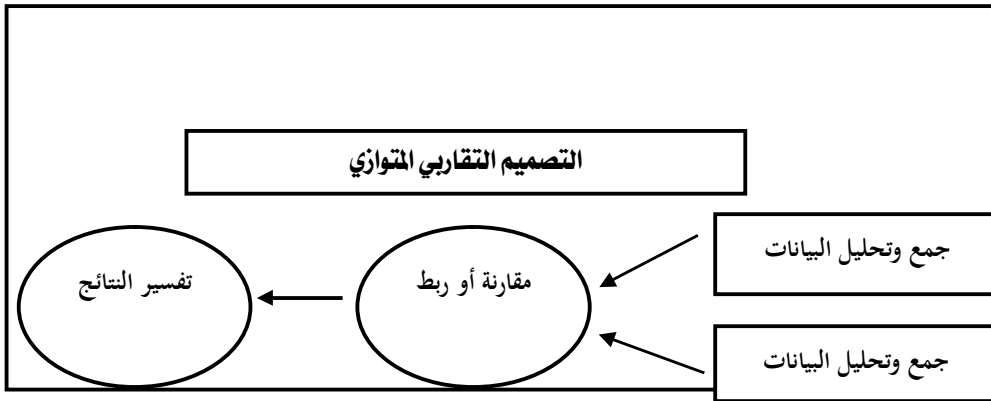 التصميم التقاربي المتوازي
جمع وتحليل البيانات
مقارنة أو ربط
تفسير النتائج
جمع وتحليل البيانات